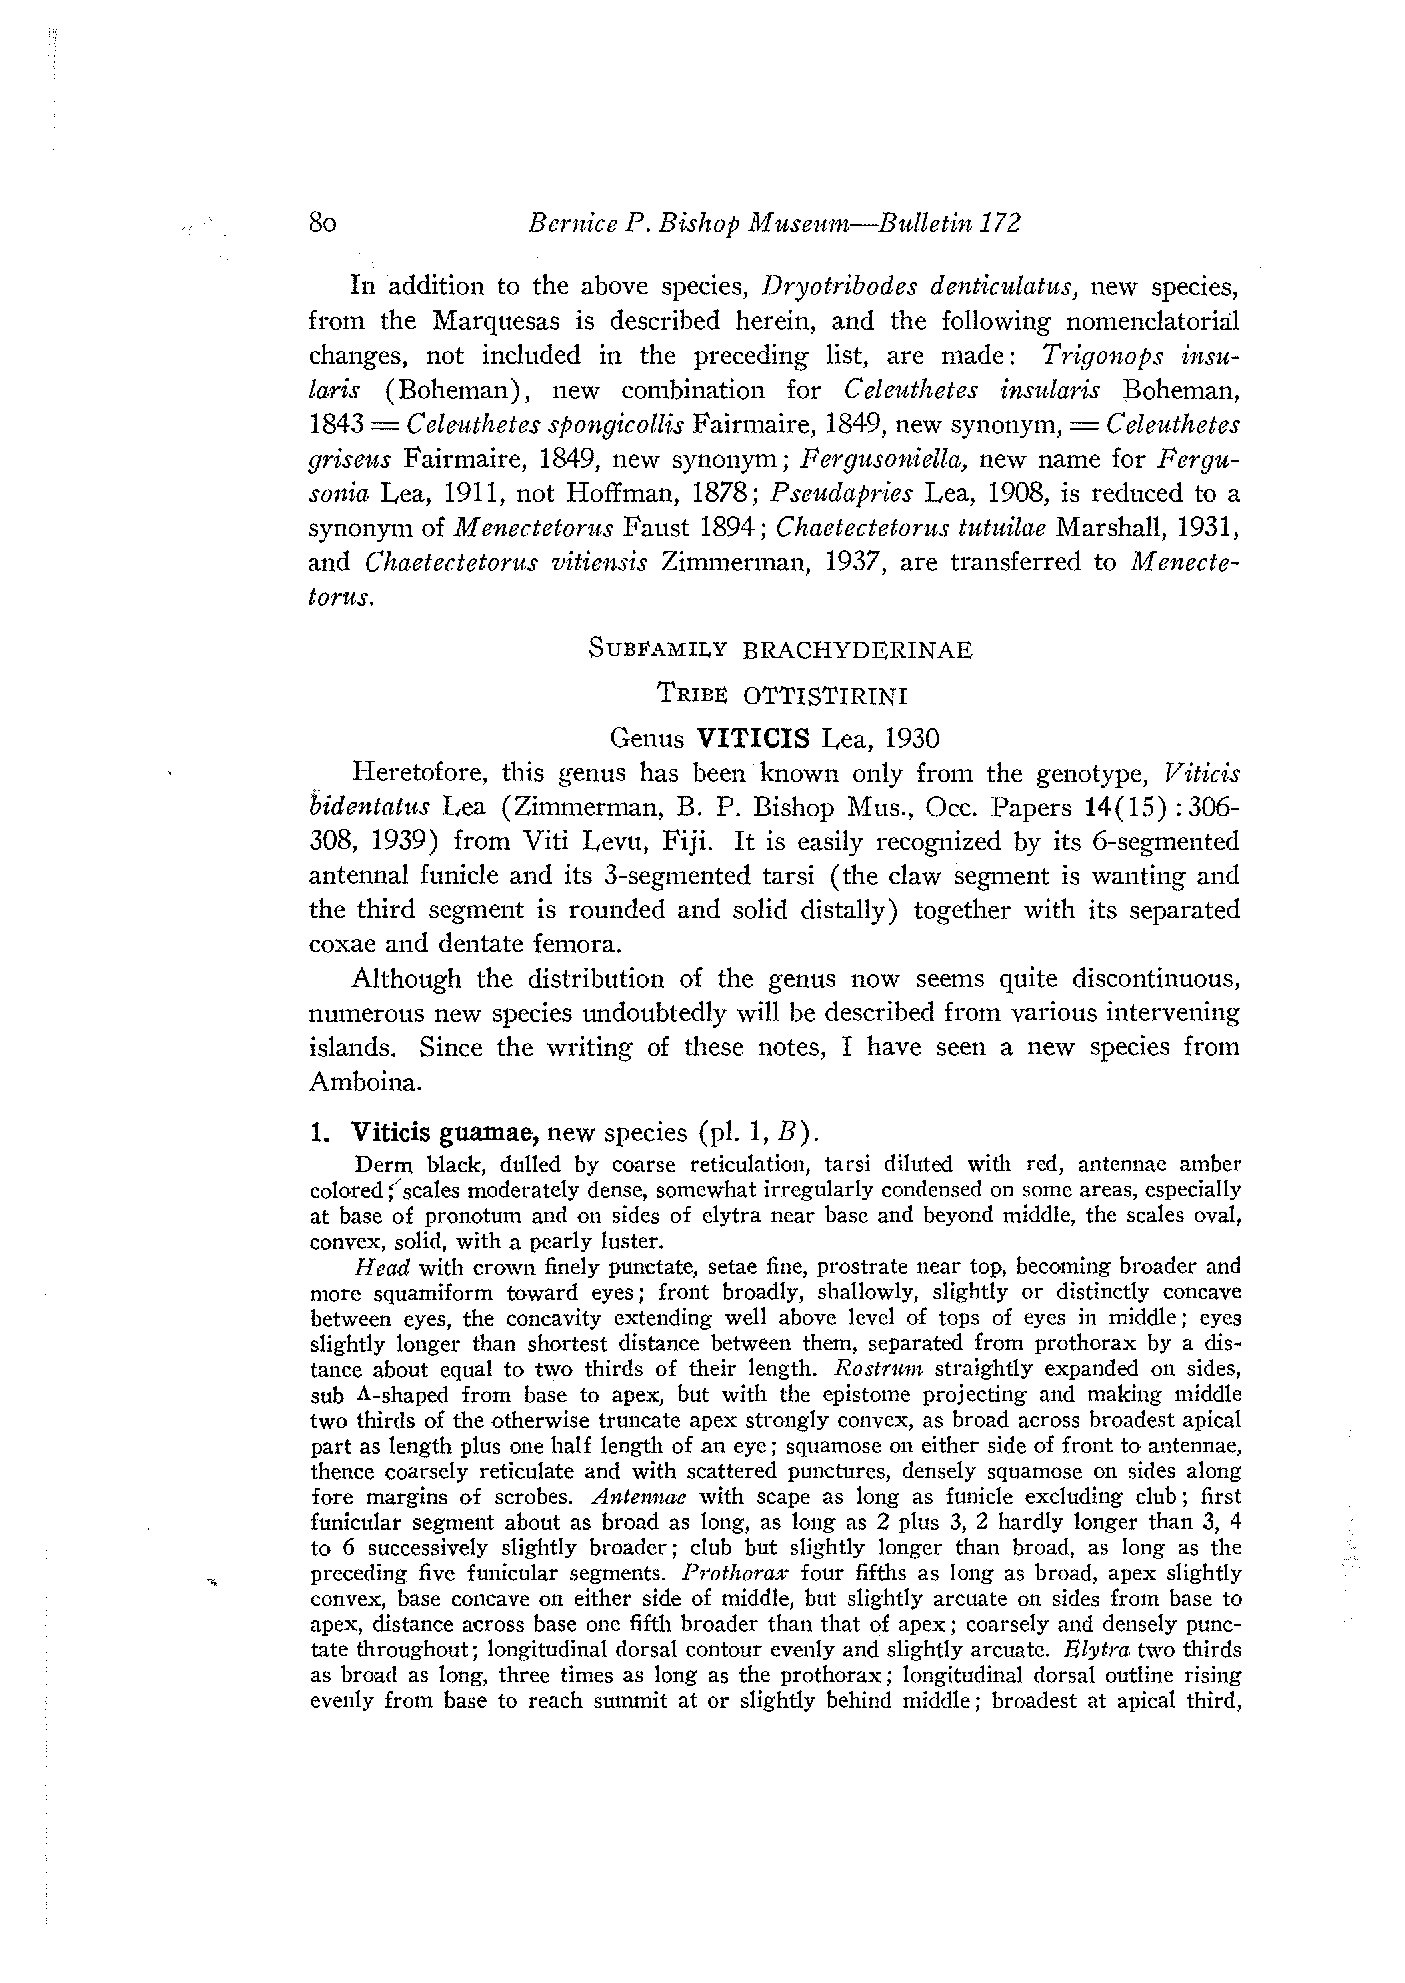 80 Bernice P. Bishop Museum—Bulletin 172
In addition to the above species, Dryotribodes denticulatus, new species,
from the Marquesas is described herein, and the following nomenclatorial
changes, not included in the preceding list, are made: Trigonops insu-
laris (Boheman), new combination for Celeuthetes insularis Boheman,
1843 = Celeuthetes spongicollis Fairmaire, 1849, new synonym, = Celeuthetes
griseus Fairmaire, 1849, new synonym; Fergusoniella, new name for Fergu-
sonia Lea, 1911, not Hoffman, 1878; Pseudapries Lea, 1908, is reduced to a
synonym of Menectetorus Faust 1894; Chaetectetorus tutuilae Marshall, 1931,
and Chaetectetorus vitiensis Zimmerman, 1937, are transferred to Menecte-
torus.
SUBFAMILY BRACHYDERINAE
TRIBE OTTISTIRINI
Genus VITICIS Lea, 1930
Heretofore, this genus has been known only from the genotype, Viticis
bidentatus Lea (Zimmerman, B. P. Bishop Mus., Occ. Papers 14(15) : 306-
308, 1939) from Viti Levu, Fiji. It is easily recognized by its 6-segmented
antennal funicle and its 3-segmented tarsi (the claw segment is wanting and
the third segment is rounded and solid distally) together with its separated
coxae and dentate femora.
Although the distribution of the genus now seems quite discontinuous,
numerous new species undoubtedly will be described from various intervening
islands. Since the writing of these notes, I have seen a new species from
Amboina.
1. Viticis guamae, new species (pl. 1, B).
Derm black, dulled by coarse reticulation, tarsi diluted with red, antennae amber
colored; scales moderately dense, somewhat irregularly condensed on some areas, especially
at base of pronotum and on sides of elytra near base and beyond middle, the scales oval,
convex, solid, with a pearly luster.
Head with crown finely punctate, setae fine, prostrate near top, becoming broader and
more squamiform toward eyes; front broadly, shallowly, slightly or distinctly concave
between eyes, the concavity extending well above level of tops of eyes in middle; eyes
slightly longer than shortest distance between them, separated from prothorax by a dis-
tance about equal to two thirds of their length. Rostrum straightly expanded on sides,
sub Λ-shaped from base to apex, but with the epistome projecting and making middle
two thirds of the otherwise truncate apex strongly convex, as broad across broadest apical
part as length plus one half length of an eye; squamose on either side of front to antennae,
thence coarsely reticulate and with scattered punctures, densely squamose on sides along
fore margins of scrobes. Antennae with scape as long as funicle excluding club; first
funicular segment about as broad as long, as long as 2 plus 3, 2 hardly longer than 3, 4
to 6 successively slightly broader; club but slightly longer than broad, as long as the
preceding five funicular segments. Prothorax four fifths as long as broad, apex slightly
convex, base concave on either side of middle, but slightly arcuate on sides from base to
apex, distance across base one fifth broader than that of apex; coarsely and densely punc-
tate throughout; longitudinal dorsal contour evenly and slightly arcuate. Elytra two thirds
as broad as long, three times as long as the prothorax; longitudinal dorsal outline rising
evenly from base to reach summit at or slightly behind middle; broadest at apical third,